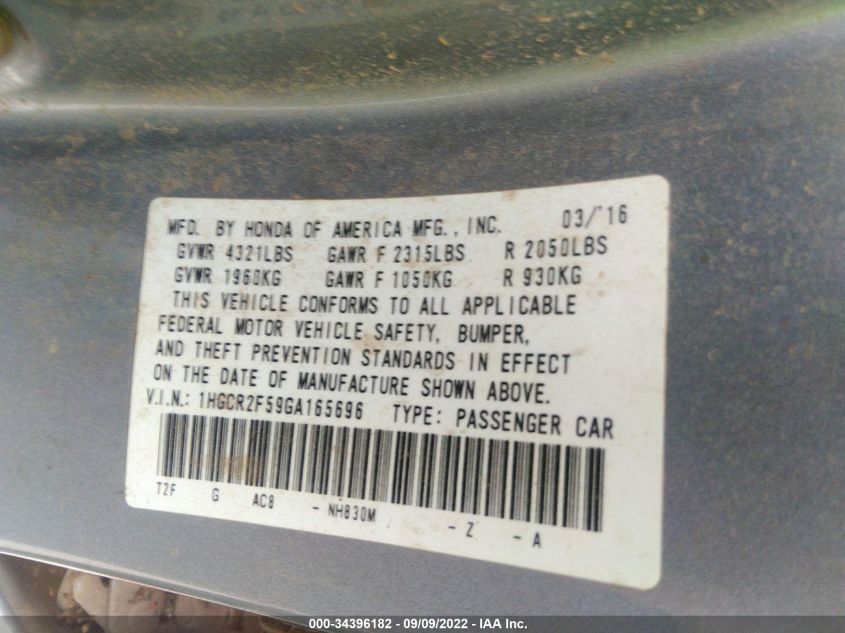 MFD. BY HONDA OF AMERICA MFG., INC. 03/'16
GVWR 4321LBS GAWR F 2315LBS R 2050LBS
GVWR 1960KG GAWR F 1050KG R 930KG
THIS VEHICLE CONFORMS TO ALL APPLICABLE
FEDERAL MOTOR VEHICLE SAFETY, BUMPER,
AND THEFT PREVENTION STANDARDS IN EFFECT
ON THE DATE OF MANUFACTURE SHOWN ABOVE.
V.I.N.: 1HGCR2F59GA165696 TYPE: PASSENGER CAR
T2F G AC8 - NH830M - Z - A
000-34396182 - 09/09/2022 - IAA Inc.